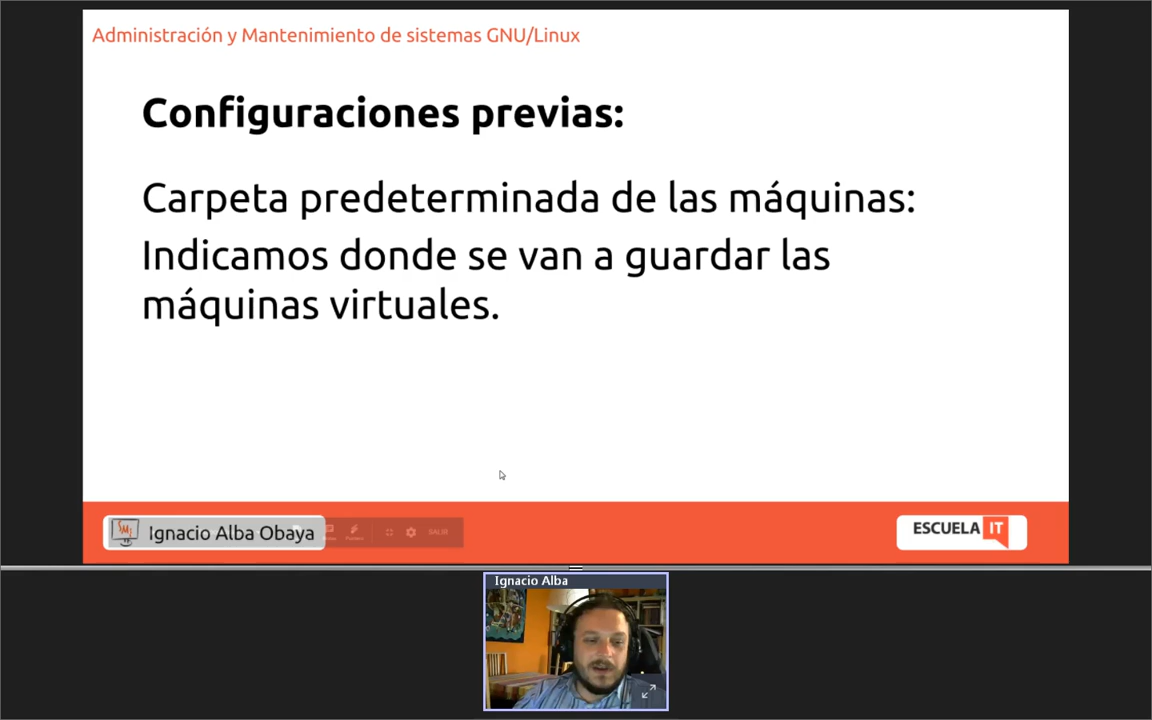 Administración y Mantenimiento de sistemas GNU/Linux
Configuraciones previas:
Carpeta predeterminada de las máquinas:
Indicamos donde se van a guardar las
máquinas virtuales.
Ignacio Alba Obaya
SALIR
ESCUELA IT
Ignacio Alba